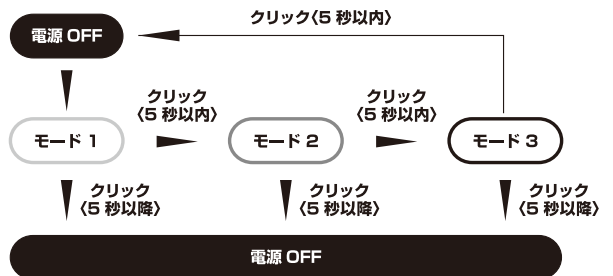 クリック〈5 秒以内〉
電源 OFF
クリック
〈5 秒以内〉
クリック
〈5 秒以内〉
モード 1
モード 2
モード 3
クリック
〈5 秒以降〉
クリック
〈5 秒以降〉
クリック
〈5 秒以降〉
電源 OFF